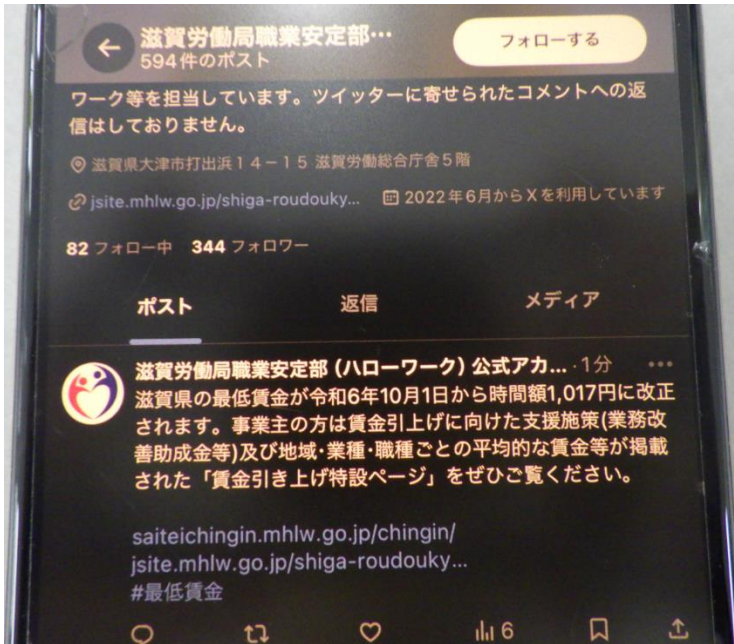 滋賀労働局職業安定部…
594件のポスト
フォローする
ワーク等を担当しています。ツイッターに寄せられたコメントへの返
信はしておりません。
滋賀県大津市打出浜14-15 滋賀労働総合庁舎5階
jsite.mhlw.go.jp/shiga-roudouky... 2022年6月からXを利用しています
82 フォロー中 344 フォロワー
ポスト 返信 メディア
滋賀労働局職業安定部 (ハローワーク) 公式アカ... · 1分
滋賀県の最低賃金が令和6年10月1日から時間額1,017円に改正
されます。事業主の方は賃金引上げに向けた支援施策(業務改
善助成金等)及び地域・業種・職種ごとの平均的な賃金等が掲載
された「賃金引き上げ特設ページ」をぜひご覧ください。
saiteichingin.mhlw.go.jp/chingin/
jsite.mhlw.go.jp/shiga-roudouky...
#最低賃金
6